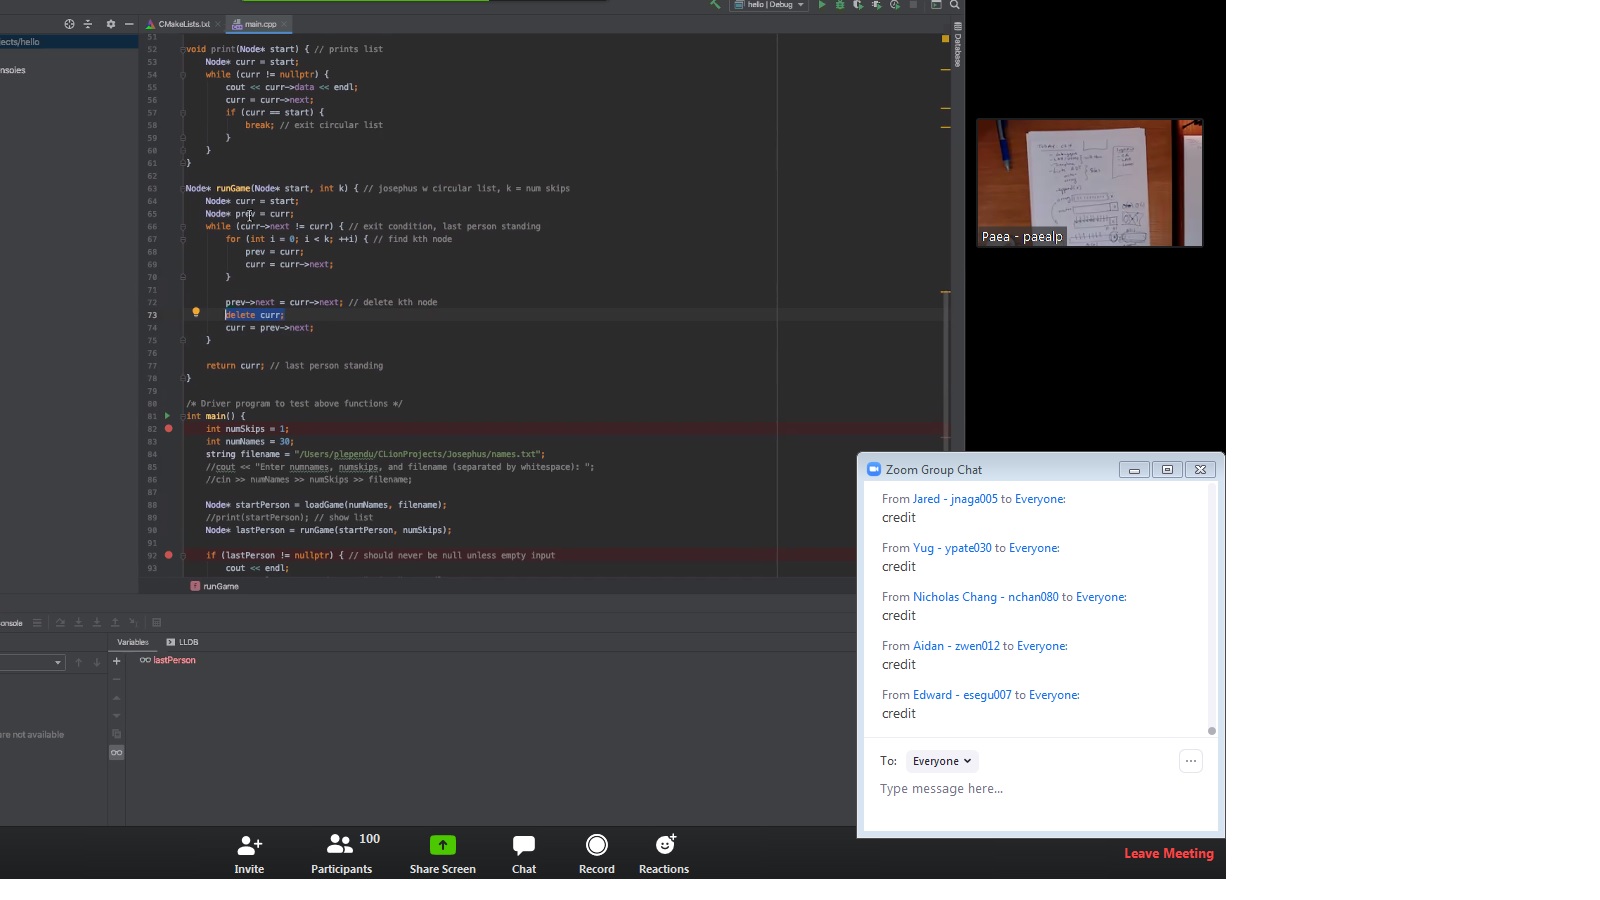 hello | Debug
CMakeLists.txt
main.cpp
ects/hello
nsoles
Database
51
52 void print(Node* start) { // prints list
53 Node* curr = start;
54 while (curr != nullptr) {
55 cout << curr->data << endl;
56 curr = curr->next;
57 if (curr == start) {
58 break; // exit circular list
59 }
60 }
61 }
62
63 Node* runGame(Node* start, int k) { // josephus w circular list, k = num skips
64 Node* curr = start;
65 Node* prev = curr;
66 while (curr->next != curr) { // exit condition, last person standing
67 for (int i = 0; i < k; ++i) { // find kth node
68 prev = curr;
69 curr = curr->next;
70 }
71
72 prev->next = curr->next; // delete kth node
73 delete curr;
74 curr = prev->next;
75 }
76
77 return curr; // last person standing
78 }
79
80 /* Driver program to test above functions */
81 int main() {
82 int numSkips = 1;
83 int numNames = 30;
84 string filename = "/Users/plependu/CLionProjects/Josephus/names.txt";
85 //cout << "Enter numnames, numskips, and filename (separated by whitespace): ";
86 //cin >> numNames >> numSkips >> filename;
87
88 Node* startPerson = loadGame(numNames, filename);
89 //print(startPerson); // show list
90 Node* lastPerson = runGame(startPerson, numSkips);
91
92 if (lastPerson != nullptr) { // should never be null unless empty input
93 cout << endl;
f runGame
onsole
Variables
LLDB
lastPerson
are not available
Paea - paealp
Zoom Group Chat
From Jared - jnaga005 to Everyone:
credit
From Yug - ypate030 to Everyone:
credit
From Nicholas Chang - nchan080 to Everyone:
credit
From Aidan - zwen012 to Everyone:
credit
From Edward - esegu007 to Everyone:
credit
To: Everyone
Type message here...
Invite
Participants 100
Share Screen
Chat
Record
Reactions
Leave Meeting